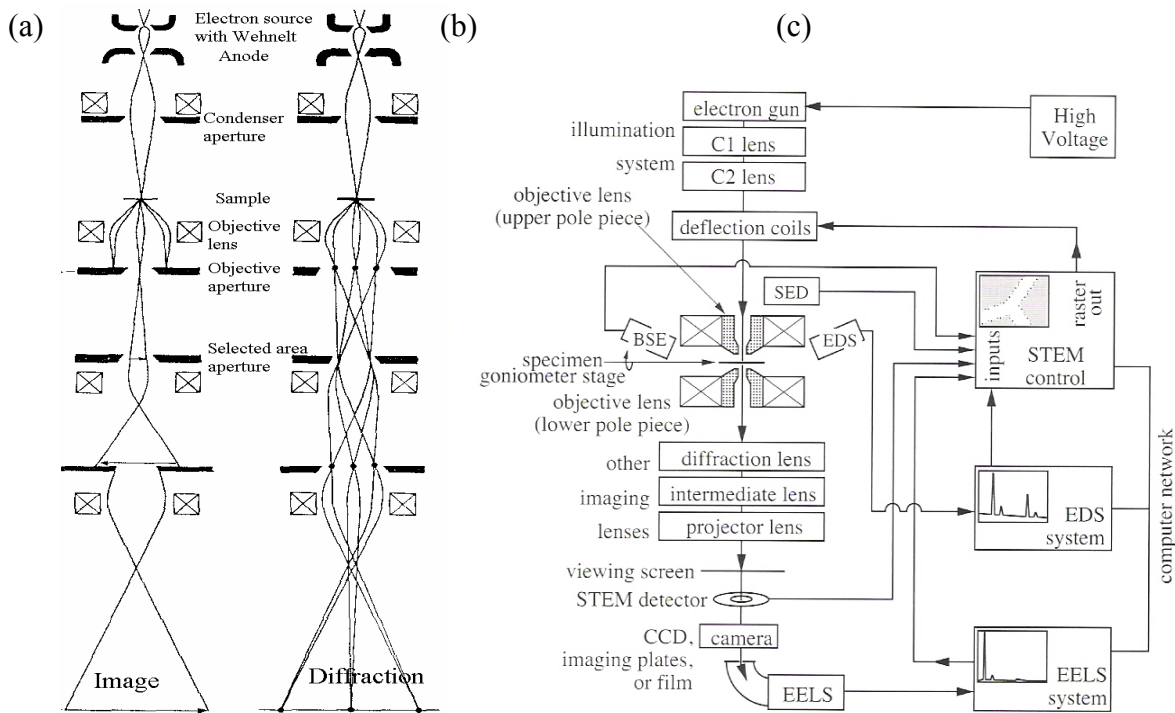 (a)
Electron source
with Wehnelt
Anode
Condenser
aperture
Sample
Objective
lens
Objective
aperture
Selected area
aperture
Image
(b)
Diffraction
(c)
electron gun
High
Voltage
illumination
system
C1 lens
C2 lens
objective lens
(upper pole piece)
deflection coils
SED
BSE
EDS
raster out
inputs
STEM
control
specimen
goniometer stage
objective lens
(lower pole piece)
other
imaging
lenses
diffraction lens
intermediate lens
projector lens
EDS
system
computer network
viewing screen
STEM detector
CCD,
imaging plates,
or film
camera
EELS
EELS
system